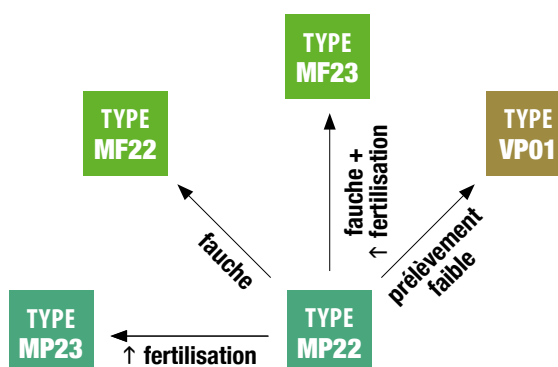 TYPE
MF23
TYPE
MF22
TYPE
VP01
fauche
fauche +
↑ fertilisation
prélèvement
faible
TYPE
MP23
↑ fertilisation
TYPE
MP22